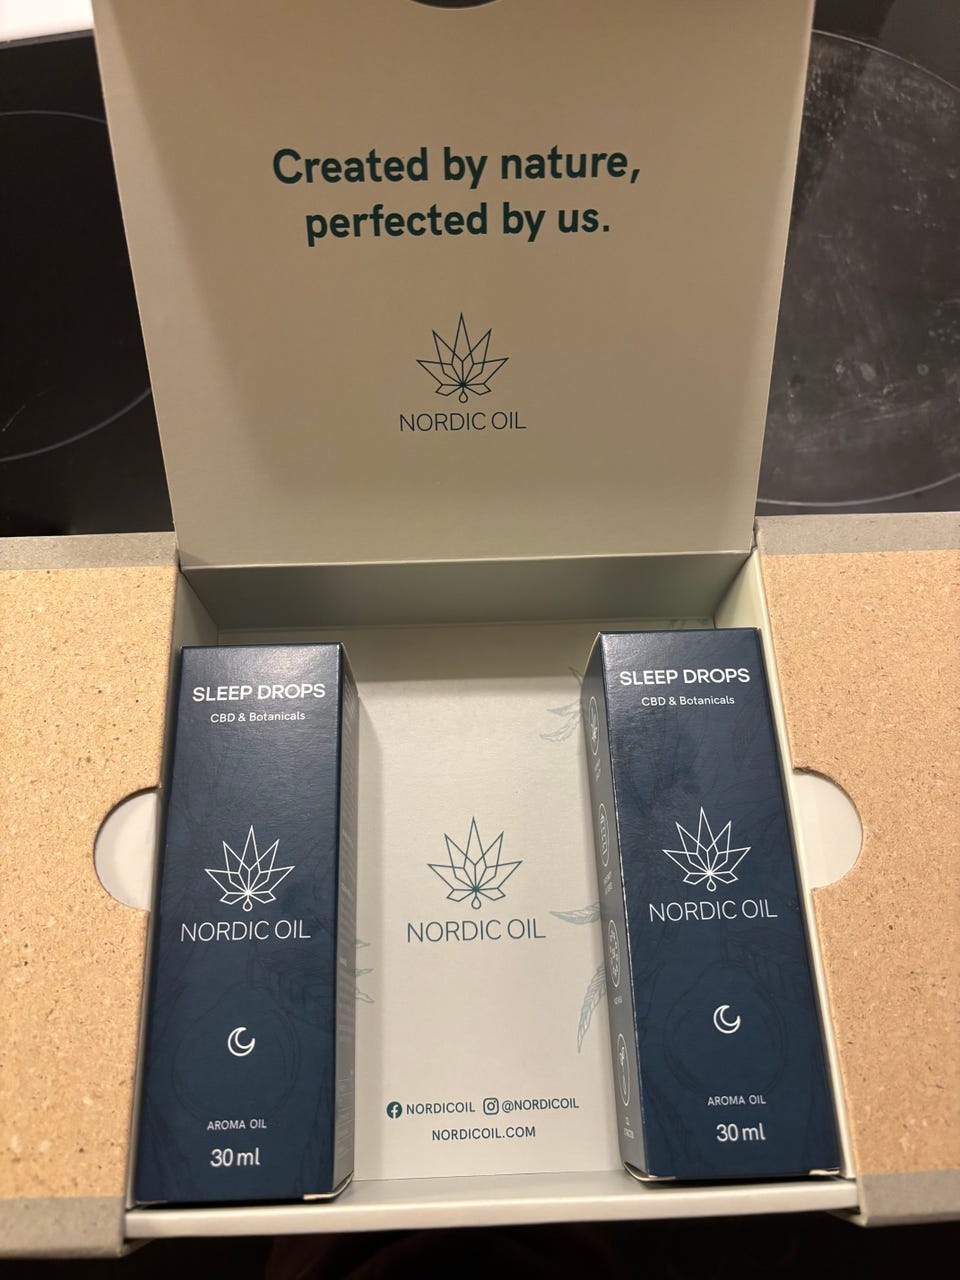 Created by nature,
perfected by us.
NORDIC OIL
SLEEP DROPS
CBD & Botanicals
NORDIC OIL
AROMA OIL
30 ml
NORDIC OIL
NORDICOIL @NORDICOIL
NORDICOIL.COM
SLEEP DROPS
CBD & Botanicals
NORDIC OIL
AROMA OIL
30 ml